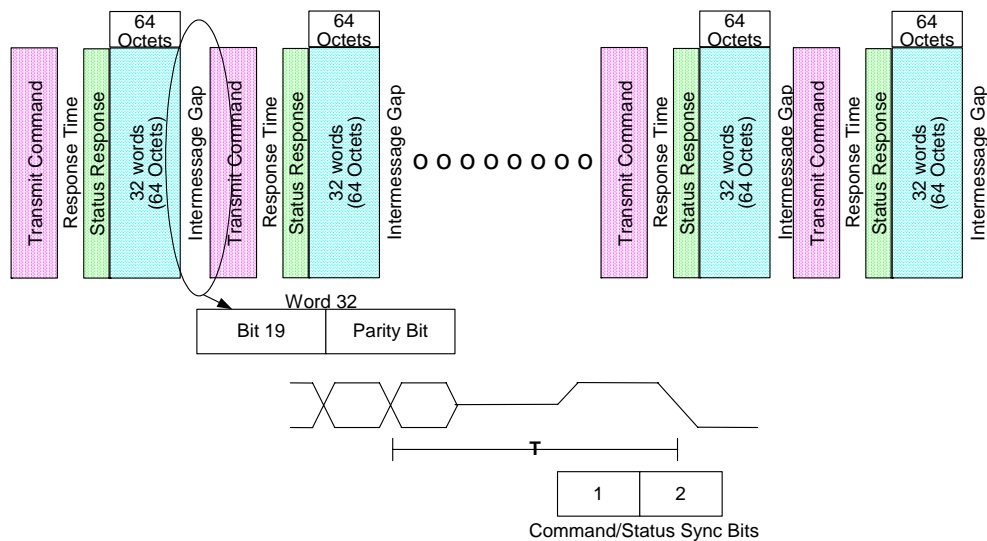 64
Octets
Transmit Command
Response Time
Status Response
32 words
(64 Octets)
Intermessage Gap
Transmit Command
Response Time
64
Octets
Status Response
32 words
(64 Octets)
Intermessage Gap
o o o o o o o o
Transmit Command
Response Time
64
Octets
Status Response
32 words
(64 Octets)
Intermessage Gap
Transmit Command
Response Time
64
Octets
Status Response
32 words
(64 Octets)
Intermessage Gap
Word 32
Bit 19
Parity Bit
T
1
2
Command/Status Sync Bits